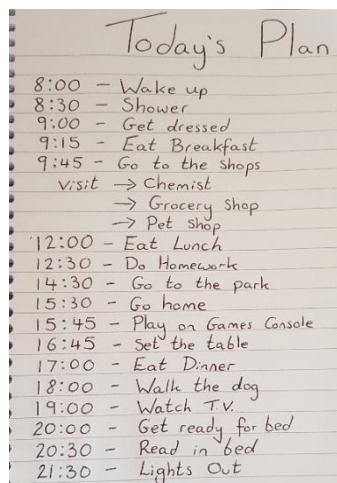 Today's Plan
8:00 - Wake up
8:30 - Shower
9:00 - Get dressed
9:15 - Eat Breakfast
9:45 - Go to the shops
Visit → Chemist
→ Grocery Shop
→ Pet shop
12:00 - Eat Lunch
12:30 - Do Homework
14:30 - Go to the park
15:30 - Go home
15:45 - Play on Games Console
16:45 - Set the table
17:00 - Eat Dinner
18:00 - Walk the dog
19:00 - Watch T.V.
20:00 - Get ready for bed
20:30 - Read in bed
21:30 - Lights Out